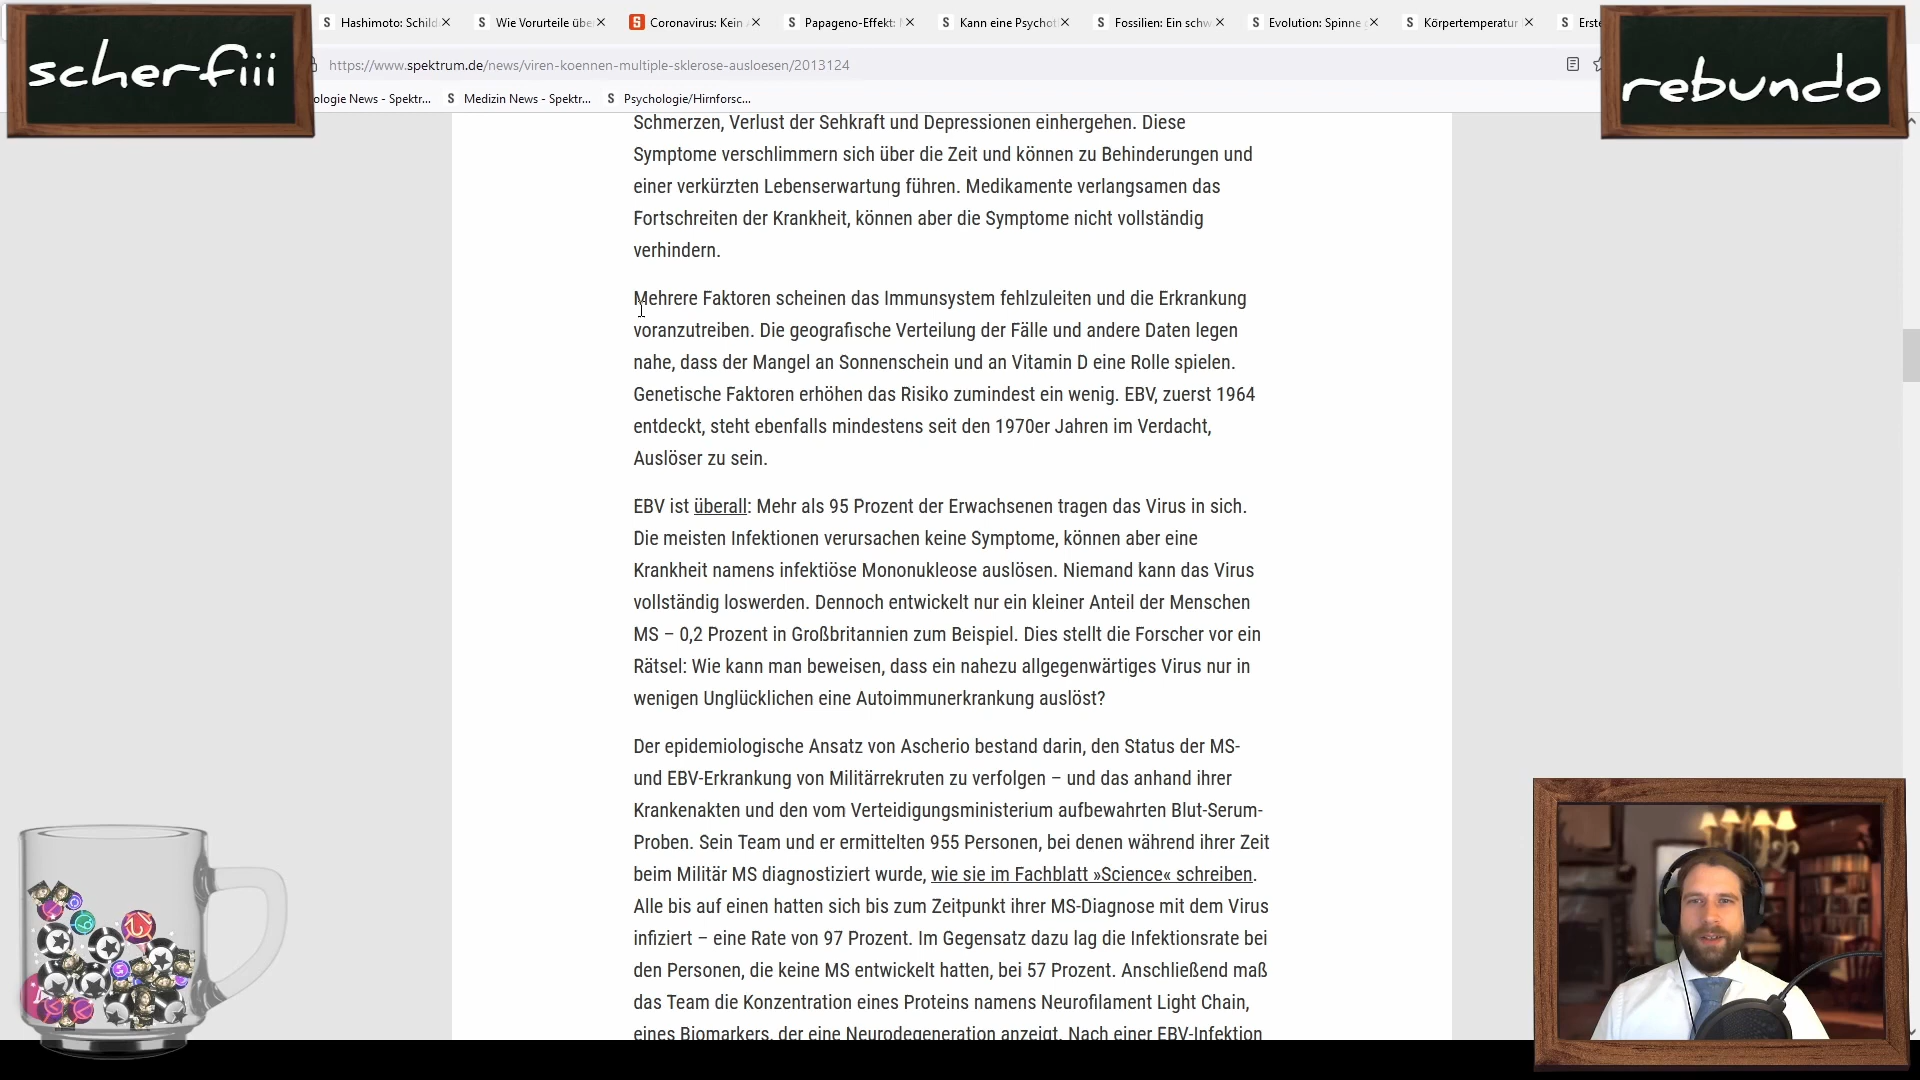 scherfiii
Hashimoto: Schild
Wie Vorurteile übe
Coronavirus: Kein
Papageno-Effekt:
Kann eine Psychot
Fossilien: Ein schw
Evolution: Spinne
Körpertemperatur
Erste
rebundo
https://www.spektrum.de/news/viren-koennen-multiple-sklerose-ausloesen/2013124
ologie News - Spektr...
Medizin News - Spektr...
Psychologie/Hirnforsc...
Schmerzen, Verlust der Sehkraft und Depressionen einhergehen. Diese
Symptome verschlimmern sich über die Zeit und können zu Behinderungen und
einer verkürzten Lebenserwartung führen. Medikamente verlangsamen das
Fortschreiten der Krankheit, können aber die Symptome nicht vollständig
verhindern.
Mehrere Faktoren scheinen das Immunsystem fehlzuleiten und die Erkrankung
voranzutreiben. Die geografische Verteilung der Fälle und andere Daten legen
nahe, dass der Mangel an Sonnenschein und an Vitamin D eine Rolle spielen.
Genetische Faktoren erhöhen das Risiko zumindest ein wenig. EBV, zuerst 1964
entdeckt, steht ebenfalls mindestens seit den 1970er Jahren im Verdacht,
Auslöser zu sein.
EBV ist überall: Mehr als 95 Prozent der Erwachsenen tragen das Virus in sich.
Die meisten Infektionen verursachen keine Symptome, können aber eine
Krankheit namens infektiöse Mononukleose auslösen. Niemand kann das Virus
vollständig loswerden. Dennoch entwickelt nur ein kleiner Anteil der Menschen
MS – 0,2 Prozent in Großbritannien zum Beispiel. Dies stellt die Forscher vor ein
Rätsel: Wie kann man beweisen, dass ein nahezu allgegenwärtiges Virus nur in
wenigen Unglücklichen eine Autoimmunerkrankung auslöst?
Der epidemiologische Ansatz von Ascherio bestand darin, den Status der MS-
und EBV-Erkrankung von Militärrekruten zu verfolgen – und das anhand ihrer
Krankenakten und den vom Verteidigungsministerium aufbewahrten Blut-Serum-
Proben. Sein Team und er ermittelten 955 Personen, bei denen während ihrer Zeit
beim Militär MS diagnostiziert wurde, wie sie im Fachblatt »Science« schreiben.
Alle bis auf einen hatten sich bis zum Zeitpunkt ihrer MS-Diagnose mit dem Virus
infiziert – eine Rate von 97 Prozent. Im Gegensatz dazu lag die Infektionsrate bei
den Personen, die keine MS entwickelt hatten, bei 57 Prozent. Anschließend maß
das Team die Konzentration eines Proteins namens Neurofilament Light Chain,
eines Biomarkers, der eine Neurodegeneration anzeigt. Nach einer EBV-Infektion